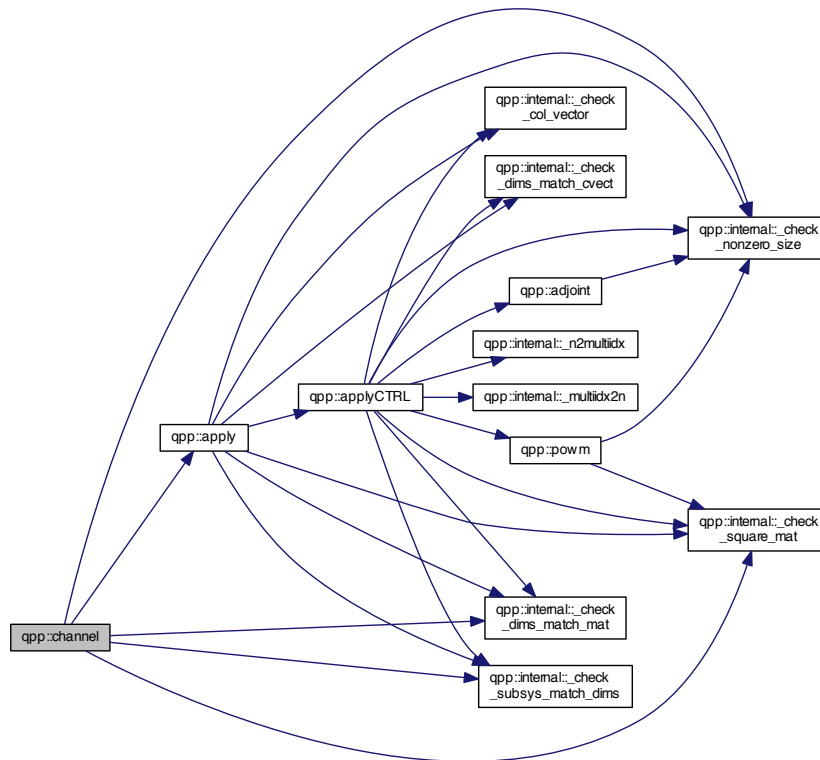 qpp::internal::_check
_col_vector
qpp::internal::_check
_dims_match_cvect
qpp::internal::_check
_nonzero_size
qpp::adjoint
qpp::internal::_n2multiidx
qpp::applyCTRL
qpp::internal::_multiidx2n
qpp::apply
qpp::powm
qpp::internal::_check
_square_mat
qpp::internal::_check
_dims_match_mat
qpp::channel
qpp::internal::_check
_subsys_match_dims